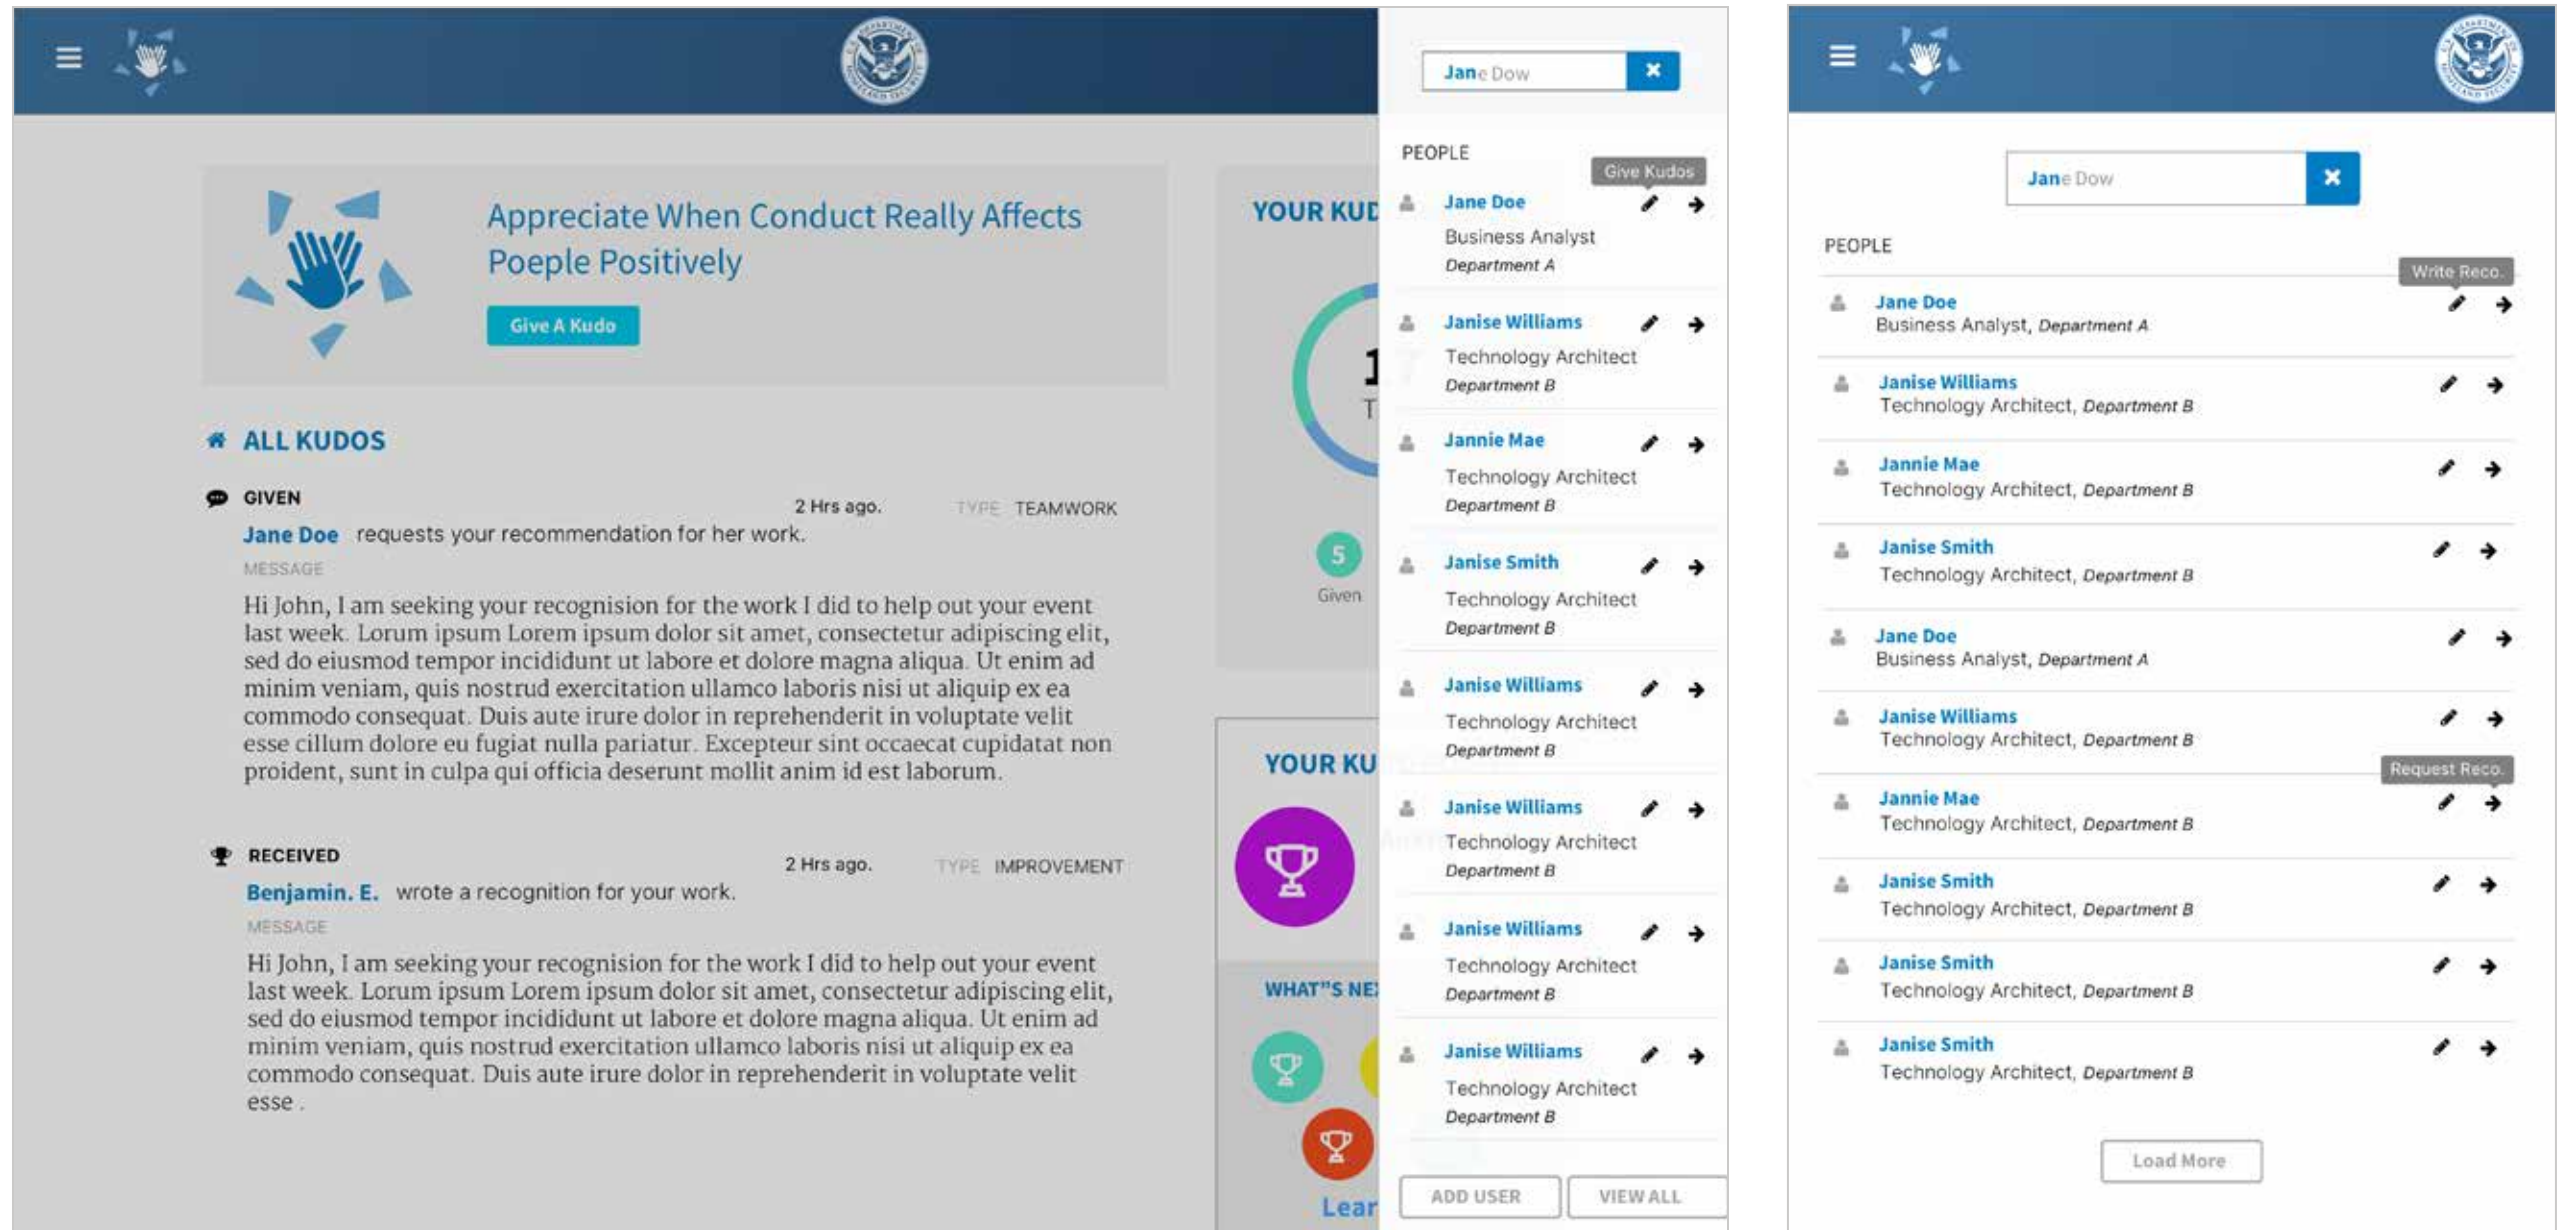 Appreciate When Conduct Really Affects
Poeple Positively
Give A Kudo
ALL KUDOS
GIVEN
2 Hrs ago.
TYPE TEAMWORK
Jane Doe requests your recommendation for her work.
MESSAGE
Hi John, I am seeking your recognision for the work I did to help out your event
last week. Lorum ipsum Lorem ipsum dolor sit amet, consectetur adipiscing elit,
sed do eiusmod tempor incididunt ut labore et dolore magna aliqua. Ut enim ad
minim veniam, quis nostrud exercitation ullamco laboris nisi ut aliquip ex ea
commodo consequat. Duis aute irure dolor in reprehenderit in voluptate velit
esse cillum dolore eu fugiat nulla pariatur. Excepteur sint occaecat cupidatat non
proident, sunt in culpa qui officia deserunt mollit anim id est laborum.
RECEIVED
2 Hrs ago.
TYPE IMPROVEMENT
Benjamin. E. wrote a recognition for your work.
MESSAGE
Hi John, I am seeking your recognision for the work I did to help out your event
last week. Lorum ipsum Lorem ipsum dolor sit amet, consectetur adipiscing elit,
sed do eiusmod tempor incididunt ut labore et dolore magna aliqua. Ut enim ad
minim veniam, quis nostrud exercitation ullamco laboris nisi ut aliquip ex ea
commodo consequat. Duis aute irure dolor in reprehenderit in voluptate velit
esse .
YOUR KUD
17
T
5
Given
YOUR KU
WHAT"S NE
Lear
Jane Dow
PEOPLE
Give Kudos
Jane Doe
Business Analyst
Department A
Janise Williams
Technology Architect
Department B
Jannie Mae
Technology Architect
Department B
Janise Smith
Technology Architect
Department B
Janise Williams
Technology Architect
Department B
Janise Williams
Technology Architect
Department B
Janise Williams
Technology Architect
Department B
Janise Williams
Technology Architect
Department B
ADD USER
VIEW ALL
Jane Dow
PEOPLE
Write Reco.
Jane Doe
Business Analyst, Department A
Janise Williams
Technology Architect, Department B
Jannie Mae
Technology Architect, Department B
Janise Smith
Technology Architect, Department B
Jane Doe
Business Analyst, Department A
Janise Williams
Technology Architect, Department B
Request Reco.
Jannie Mae
Technology Architect, Department B
Janise Smith
Technology Architect, Department B
Janise Smith
Technology Architect, Department B
Janise Smith
Technology Architect, Department B
Load More